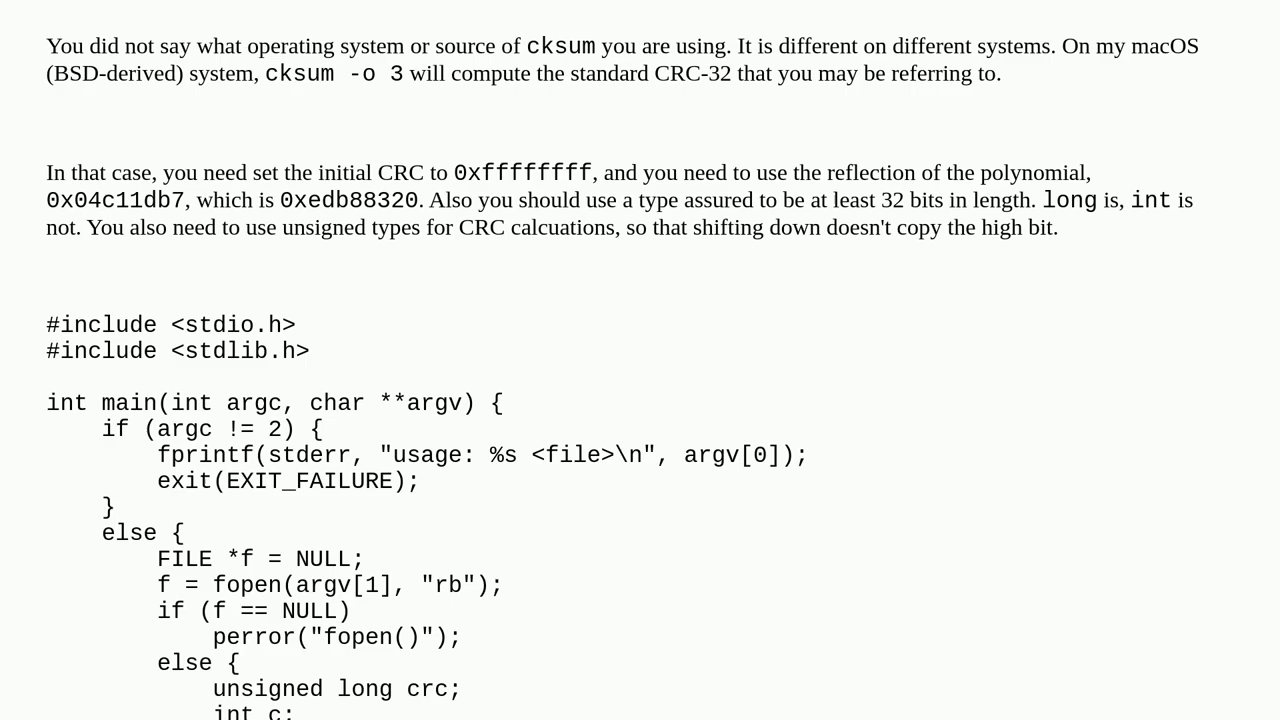 You did not say what operating system or source of cksum you are using. It is different on different systems. On my macOS
(BSD-derived) system, cksum -o 3 will compute the standard CRC-32 that you may be referring to.
In that case, you need set the initial CRC to 0xffffffff, and you need to use the reflection of the polynomial,
0x04c11db7, which is 0xedb88320. Also you should use a type assured to be at least 32 bits in length. long is, int is
not. You also need to use unsigned types for CRC calcuations, so that shifting down doesn't copy the high bit.
#include <stdio.h>
#include <stdlib.h>
int main(int argc, char **argv) {
    if (argc != 2) {
        fprintf(stderr, "usage: %s <file>\n", argv[0]);
        exit(EXIT_FAILURE);
    }
    else {
        FILE *f = NULL;
        f = fopen(argv[1], "rb");
        if (f == NULL)
            perror("fopen()");
        else {
            unsigned long crc;
            int c;